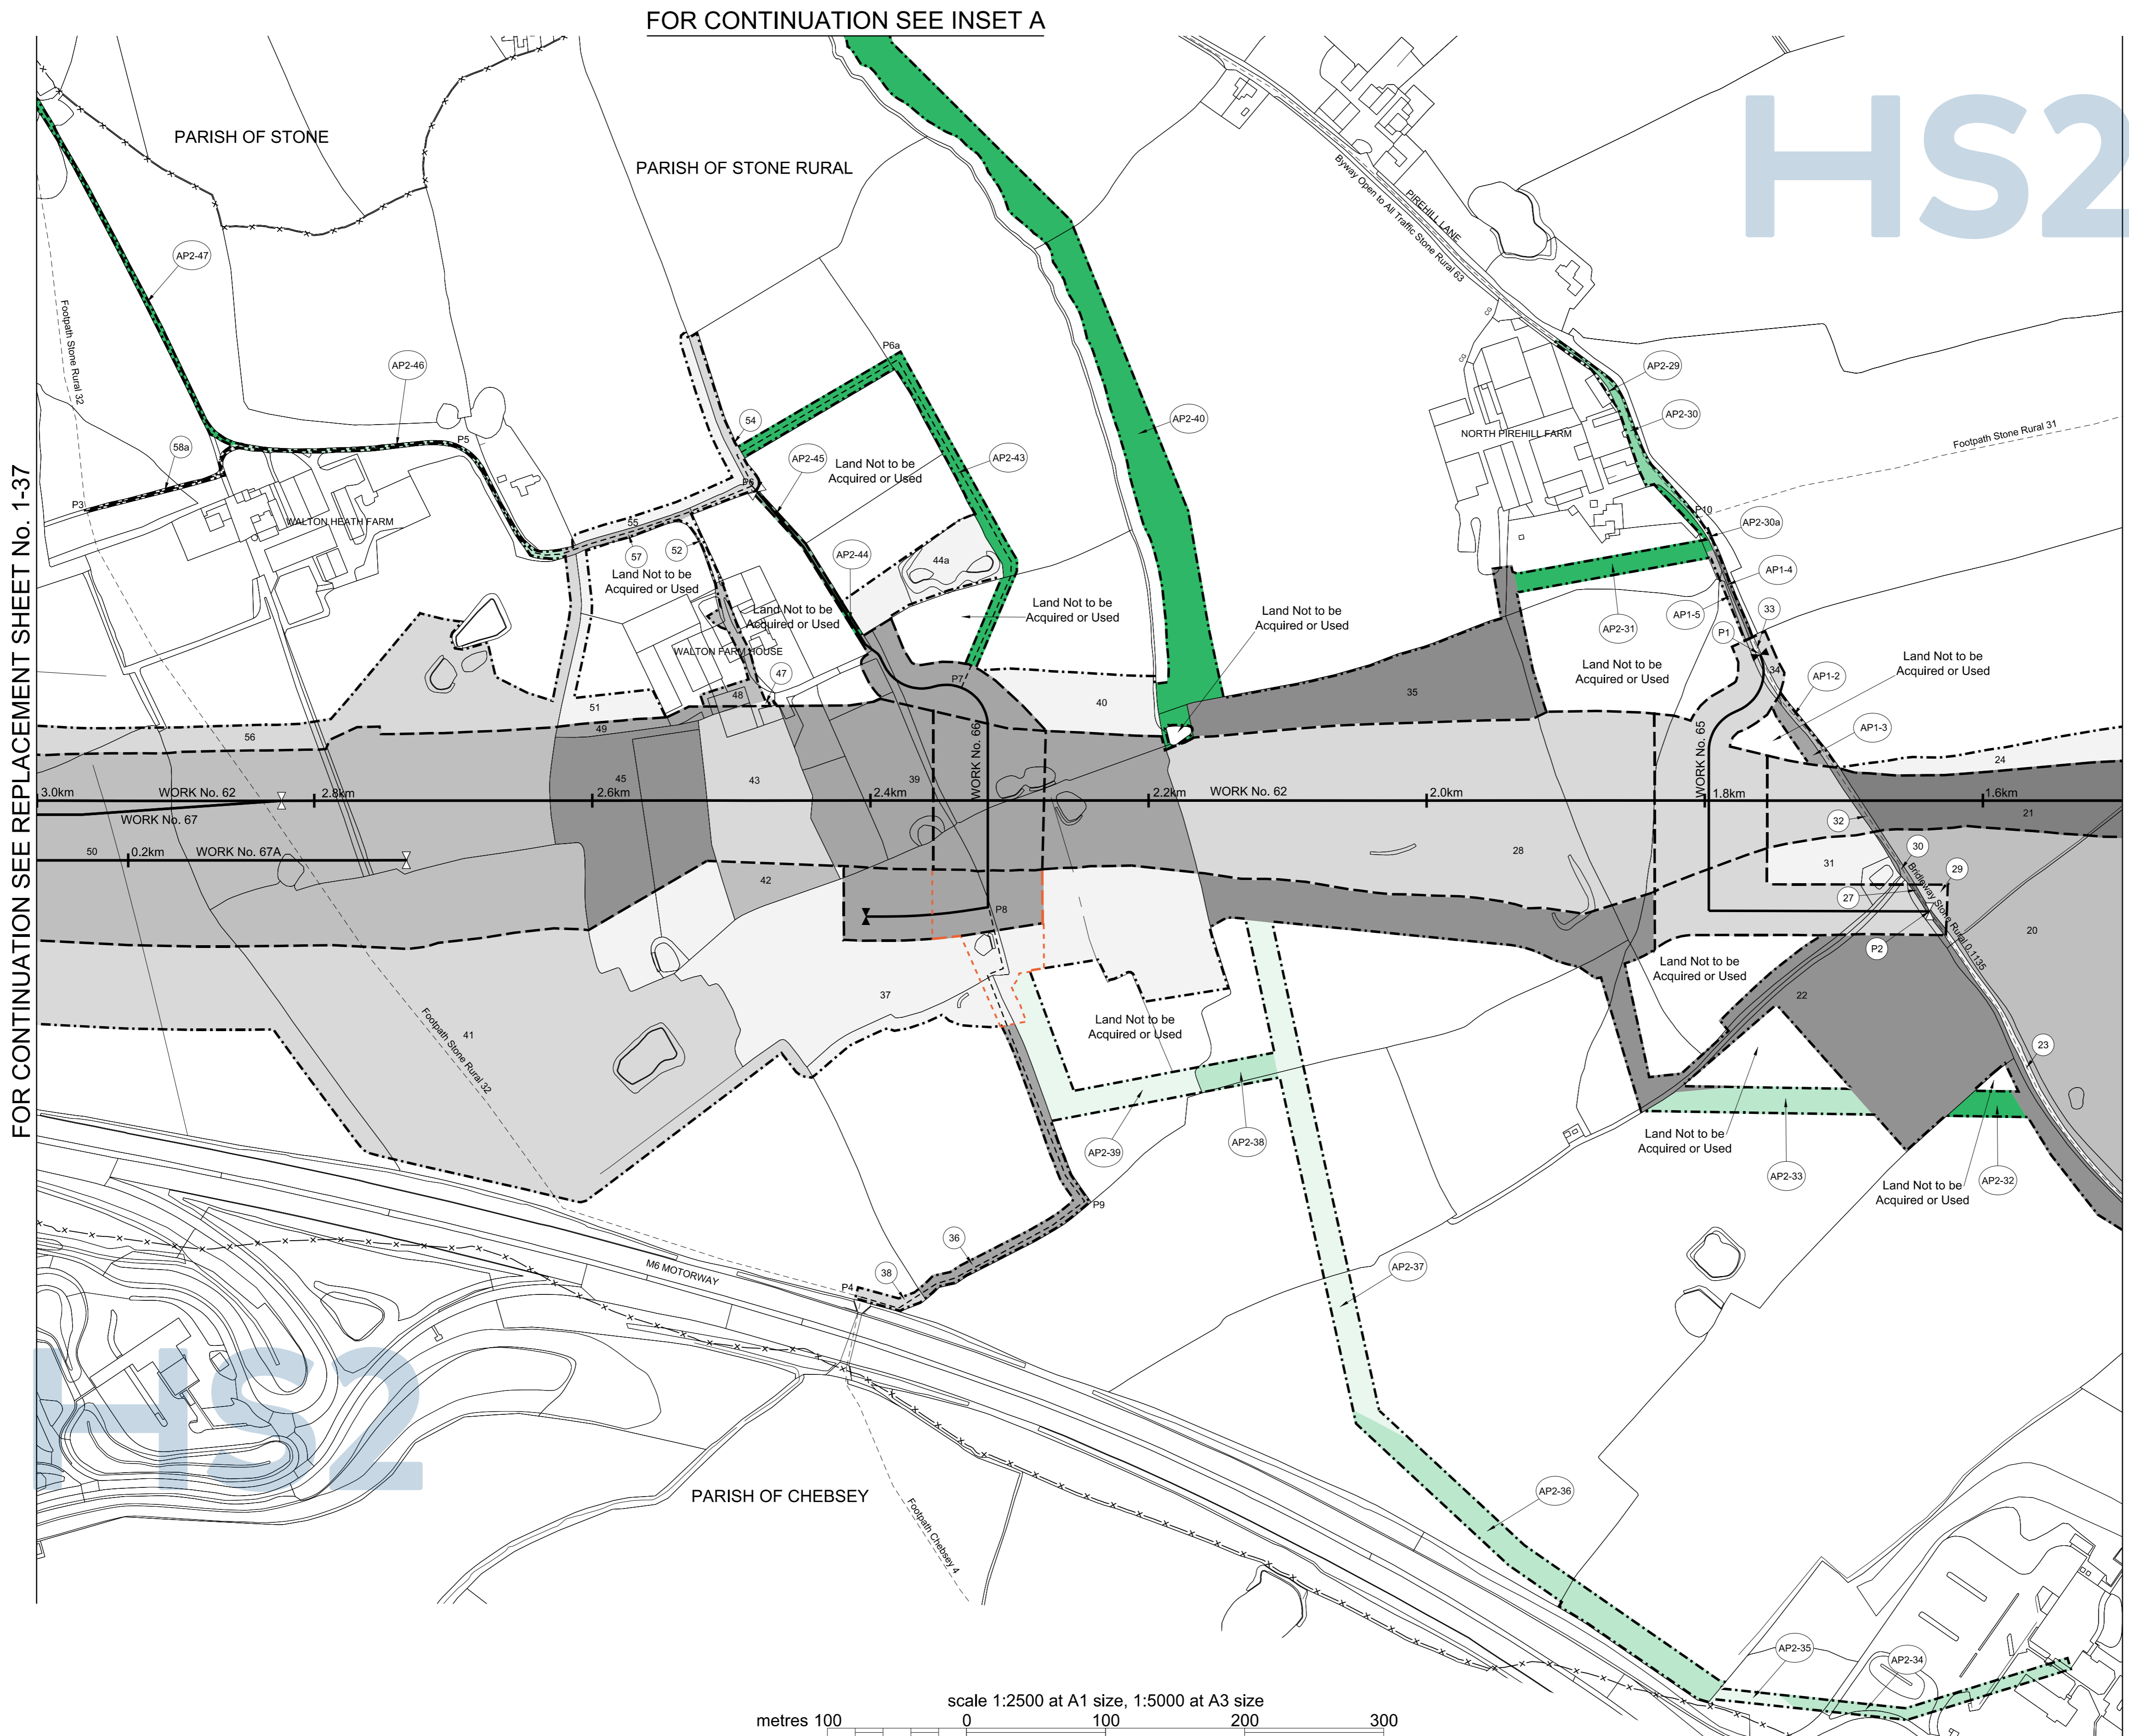 FOR CONTINUATION SEE INSET A
FOR CONTINUATION SEE REPLACEMENT SHEET No. 1-37
HS2
PARISH OF STONE
PARISH OF STONE RURAL
Byway Open to All Traffic Stone Rural 63
PIREHILL LANE
AP2-47
Footpath Stone Rural 32
AP2-46
P5
58a
P3
WALTON HEATH FARM
P6a
54
AP2-45
Land Not to be
Acquired or Used
AP2-43
P6
AP2-40
CG
CG
AP2-29
AP2-30
NORTH PIREHILL FARM
Footpath Stone Rural 31
P10
AP2-30a
55
57
52
Land Not to be
Acquired or Used
AP2-44
44a
Land Not to be
Acquired or Used
Land Not to be
Acquired or Used
Land Not to be
Acquired or Used
AP2-31
AP1-4
AP1-5
33
P1
34
WALTON FARM HOUSE
47
48
P7
40
35
Land Not to be
Acquired or Used
Land Not to be
Acquired or Used
AP1-2
AP1-3
51
49
56
45
43
39
WORK No. 66
WORK No. 65
24
3.0km
WORK No. 62
2.8km
2.6km
2.4km
2.2km
WORK No. 62
2.0km
1.8km
1.6km
WORK No. 67
50
0.2km
WORK No. 67A
32
21
42
28
30
31
29
27
Bridleway Stone Rural 0.1135
P8
P2
20
37
Land Not to be
Acquired or Used
22
41
Footpath Stone Rural 32
Land Not to be
Acquired or Used
23
AP2-39
AP2-38
Land Not to be
Acquired or Used
AP2-33
Land Not to be
Acquired or Used
AP2-32
P9
36
38
P4
M6 MOTORWAY
AP2-37
HS2
PARISH OF CHEBSEY
Footpath Chebsey 4
AP2-36
AP2-35
AP2-34
scale 1:2500 at A1 size, 1:5000 at A3 size
metres 100 0 100 200 300